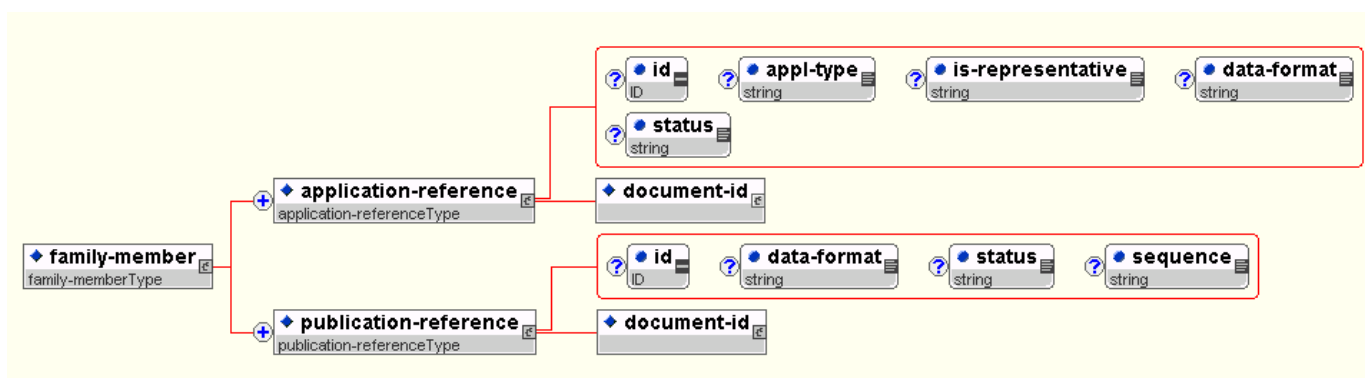 id
ID
appl-type
string
is-representative
string
data-format
string
status
string
application-reference
application-referenceType
document-id
family-member
family-memberType
id
ID
data-format
string
status
string
sequence
string
publication-reference
publication-referenceType
document-id